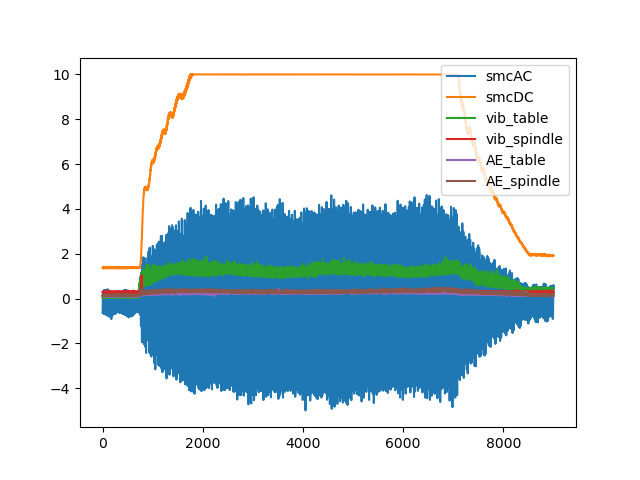 10
8
6
4
2
0
−2
−4
0
2000
4000
6000
8000
smcAC
smcDC
vib_table
vib_spindle
AE_table
AE_spindle